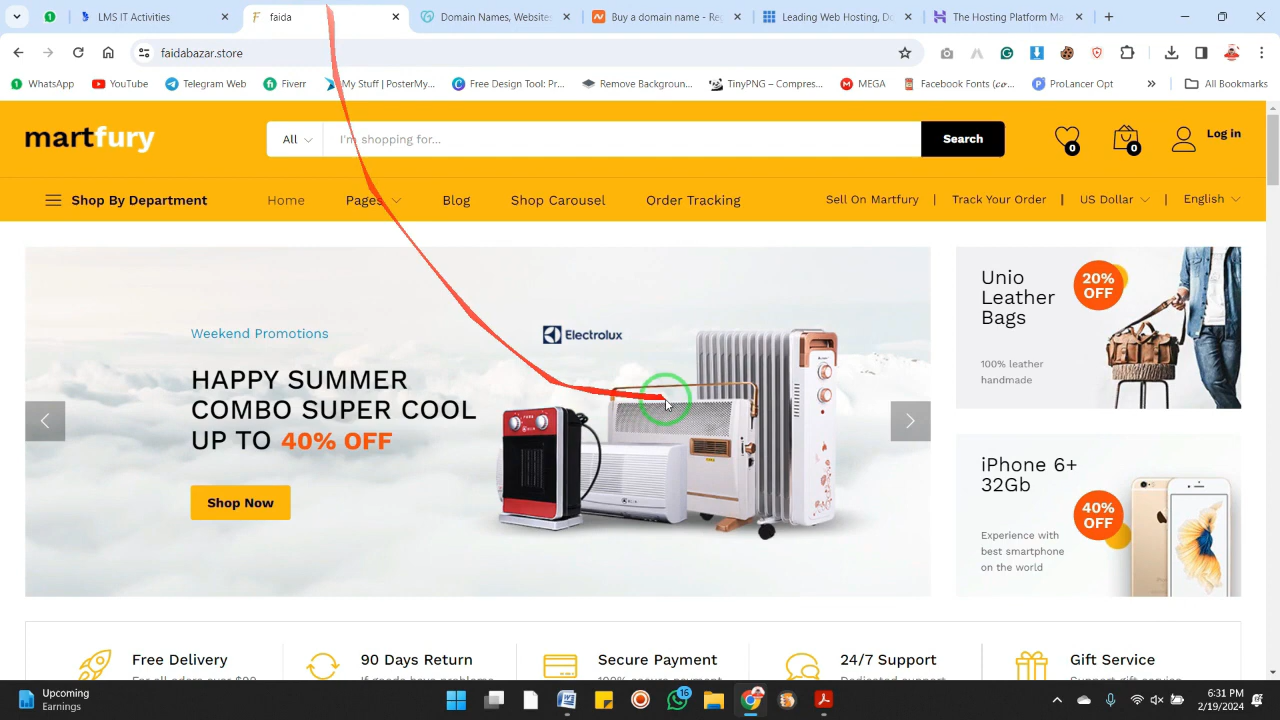 LMS IT Activities
faida
Domain Names, Website
Buy a domain name - Re
Leading Web Hosting, Do
The Hosting Platform Ma
faidabazar.store
WhatsApp
YouTube
Telegram Web
Fiverr
My Stuff | PosterMy...
Free Design Tool: Pr...
Remove Backgroun...
TinyPNG – Compres...
MEGA
Facebook Fonts (co...
ProLancer Opt
All Bookmarks
martfury
All
I'm shopping for...
Search
0
0
Log in
Shop By Department
Home
Pages
Blog
Shop Carousel
Order Tracking
Sell On Martfury
Track Your Order
US Dollar
English
Weekend Promotions
HAPPY SUMMER
COMBO SUPER COOL
UP TO 40% OFF
Shop Now
Electrolux
Unio
Leather
Bags
20%
OFF
100% leather
handmade
iPhone 6+
32Gb
40%
OFF
Experience with
best smartphone
on the world
Free Delivery
90 Days Return
Secure Payment
24/7 Support
Gift Service
Upcoming
Earnings
16
6:31 PM
2/19/2024